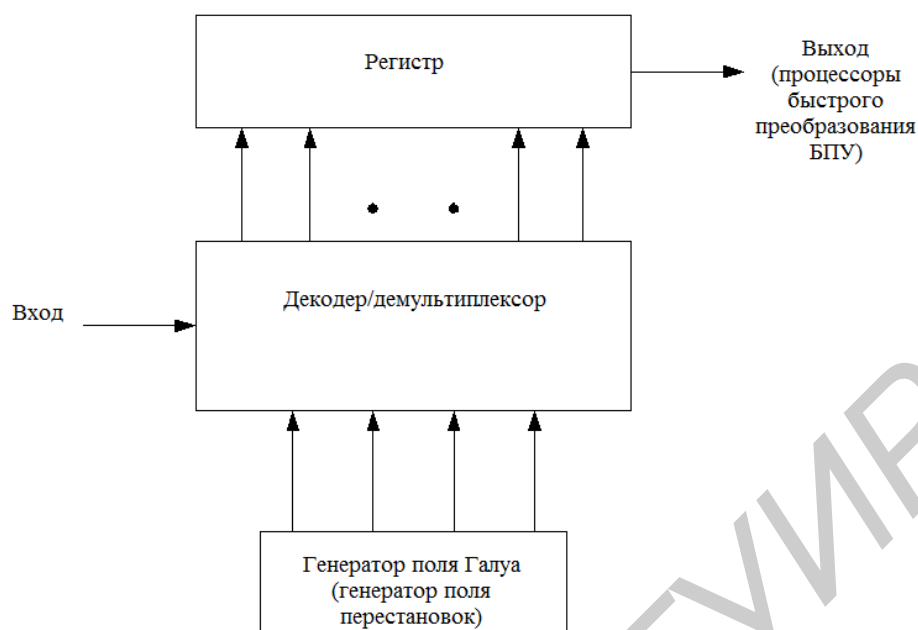 Регистр
Выход
(процессоры
быстрого
преобразования
БПУ)
Декодер/демультиплексор
Вход
Генератор поля Галуа
(генератор поля
перестановок)